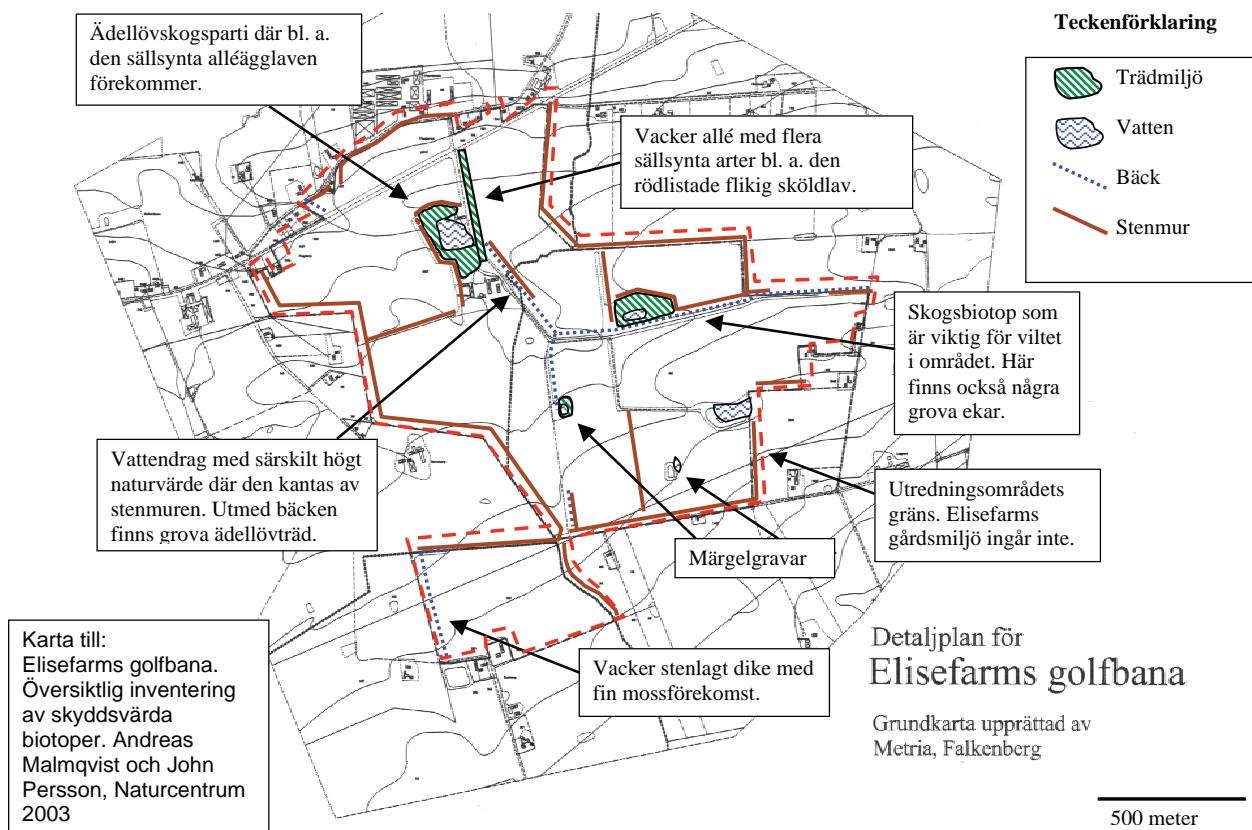 Ädellövskogsparti där bl. a.
den sällsynta alléägglaven
förekommer.
Teckenförklaring
Trädmiljö
Vatten
Bäck
Stenmur
Vacker allé med flera
sällsynta arter bl. a. den
rödlistade flikig sköldlav.
Skogsbiotop som
är viktig för viltet
i området. Här
finns också några
grova ekar.
Vattendrag med särskilt högt
naturvärde där den kantas av
stenmuren. Utmed bäcken
finns grova ädellövträd.
Utredningsområdets
gräns. Elisefarms
gårdsmiljö ingår inte.
Märgelgravar
Vacker stenlagt dike med
fin mossförekomst.
Karta till:
Elisefarms golfbana.
Översiktlig inventering
av skyddsvärda
biotoper. Andreas
Malmqvist och John
Persson, Naturcentrum
2003
Detaljplan för
Elisefarms golfbana
Grundkarta upprättad av
Metria, Falkenberg
500 meter